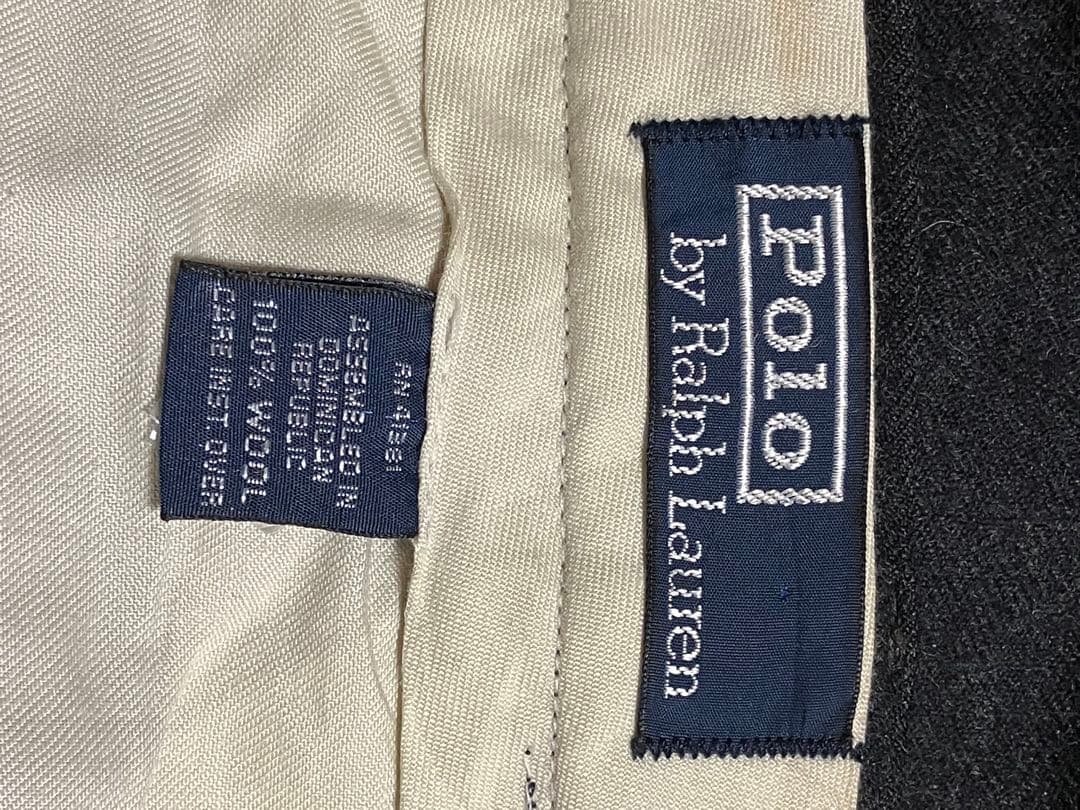 Polo
by Ralph Lauren
RN 41381
ASSEMBLED IN
DOMINICAN
REPUBLIC
100% WOOL
CARE INST. OVER